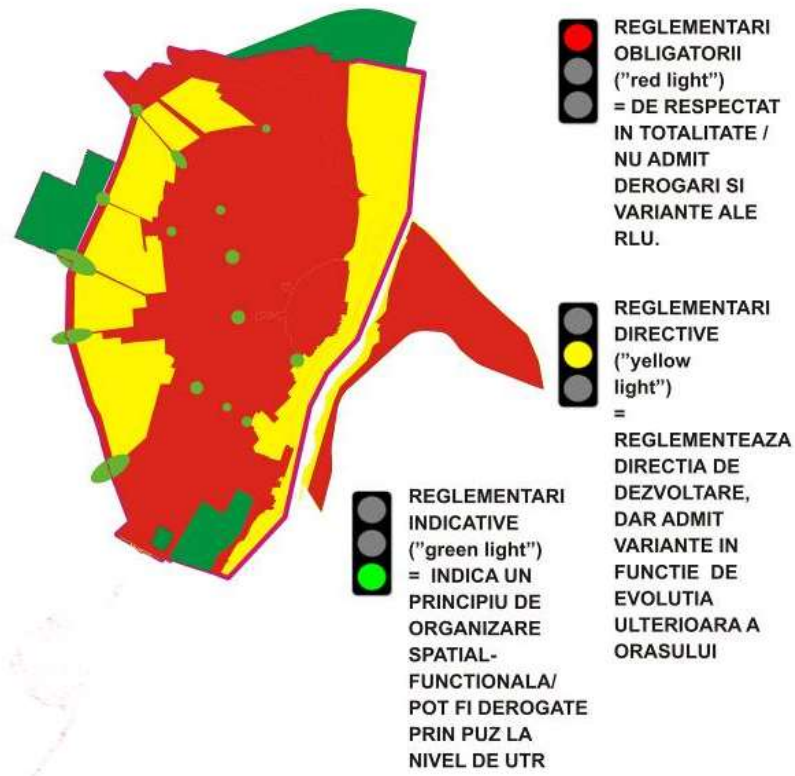 REGLEMENTARI
OBLIGATORII
("red light")
= DE RESPECTAT
IN TOTALITATE /
NU ADMIT
DEROGARI SI
VARIANTE ALE
RLU.
REGLEMENTARI
DIRECTIVE
("yellow
light")
=
REGLEMENTEAZA
DIRECTIA DE
DEZVOLTARE,
DAR ADMIT
VARIANTE IN
FUNCTIE DE
EVOLUTIA
ULTERIOARA A
ORASULUI
REGLEMENTARI
INDICATIVE
("green light")
= INDICA UN
PRINCIPIU DE
ORGANIZARE
SPATIAL-
FUNCTIONALA/
POT FI DEROGATE
PRIN PUZ LA
NIVEL DE UTR